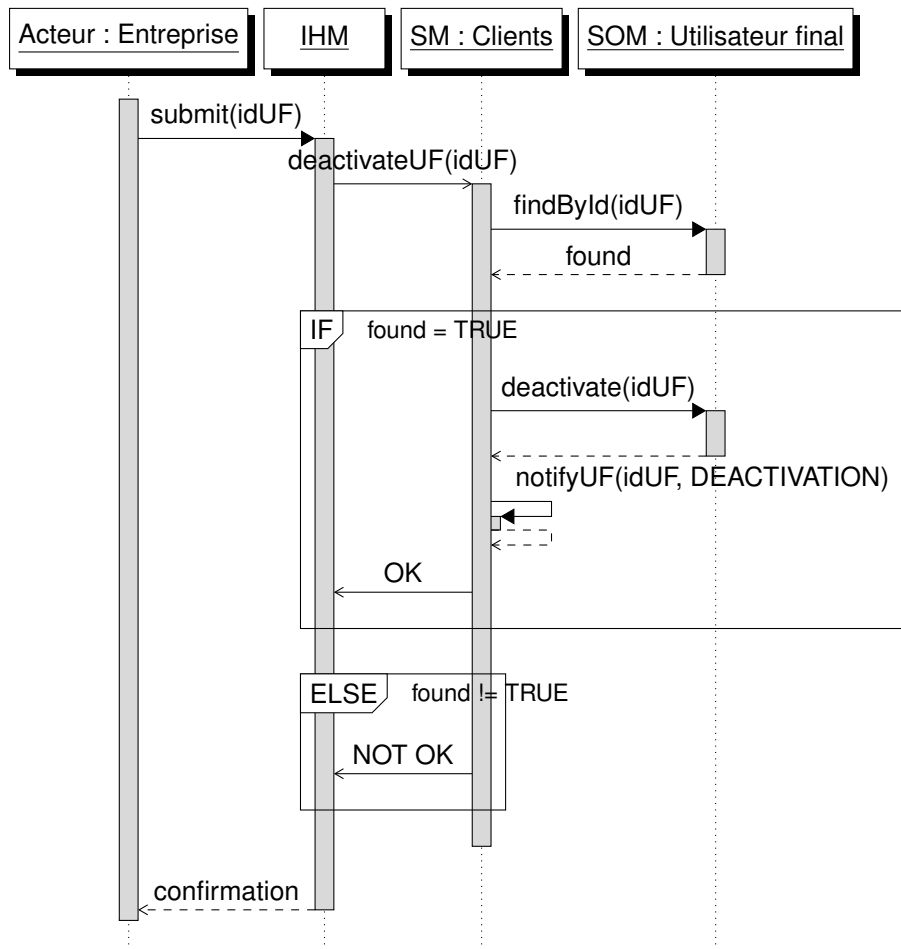 Acteur : Entreprise
IHM
SM : Clients
SOM : Utilisateur final
submit(idUF)
deactivateUF(idUF)
findById(idUF)
found
IF
found = TRUE
deactivate(idUF)
notifyUF(idUF, DEACTIVATION)
OK
ELSE
found != TRUE
NOT OK
confirmation